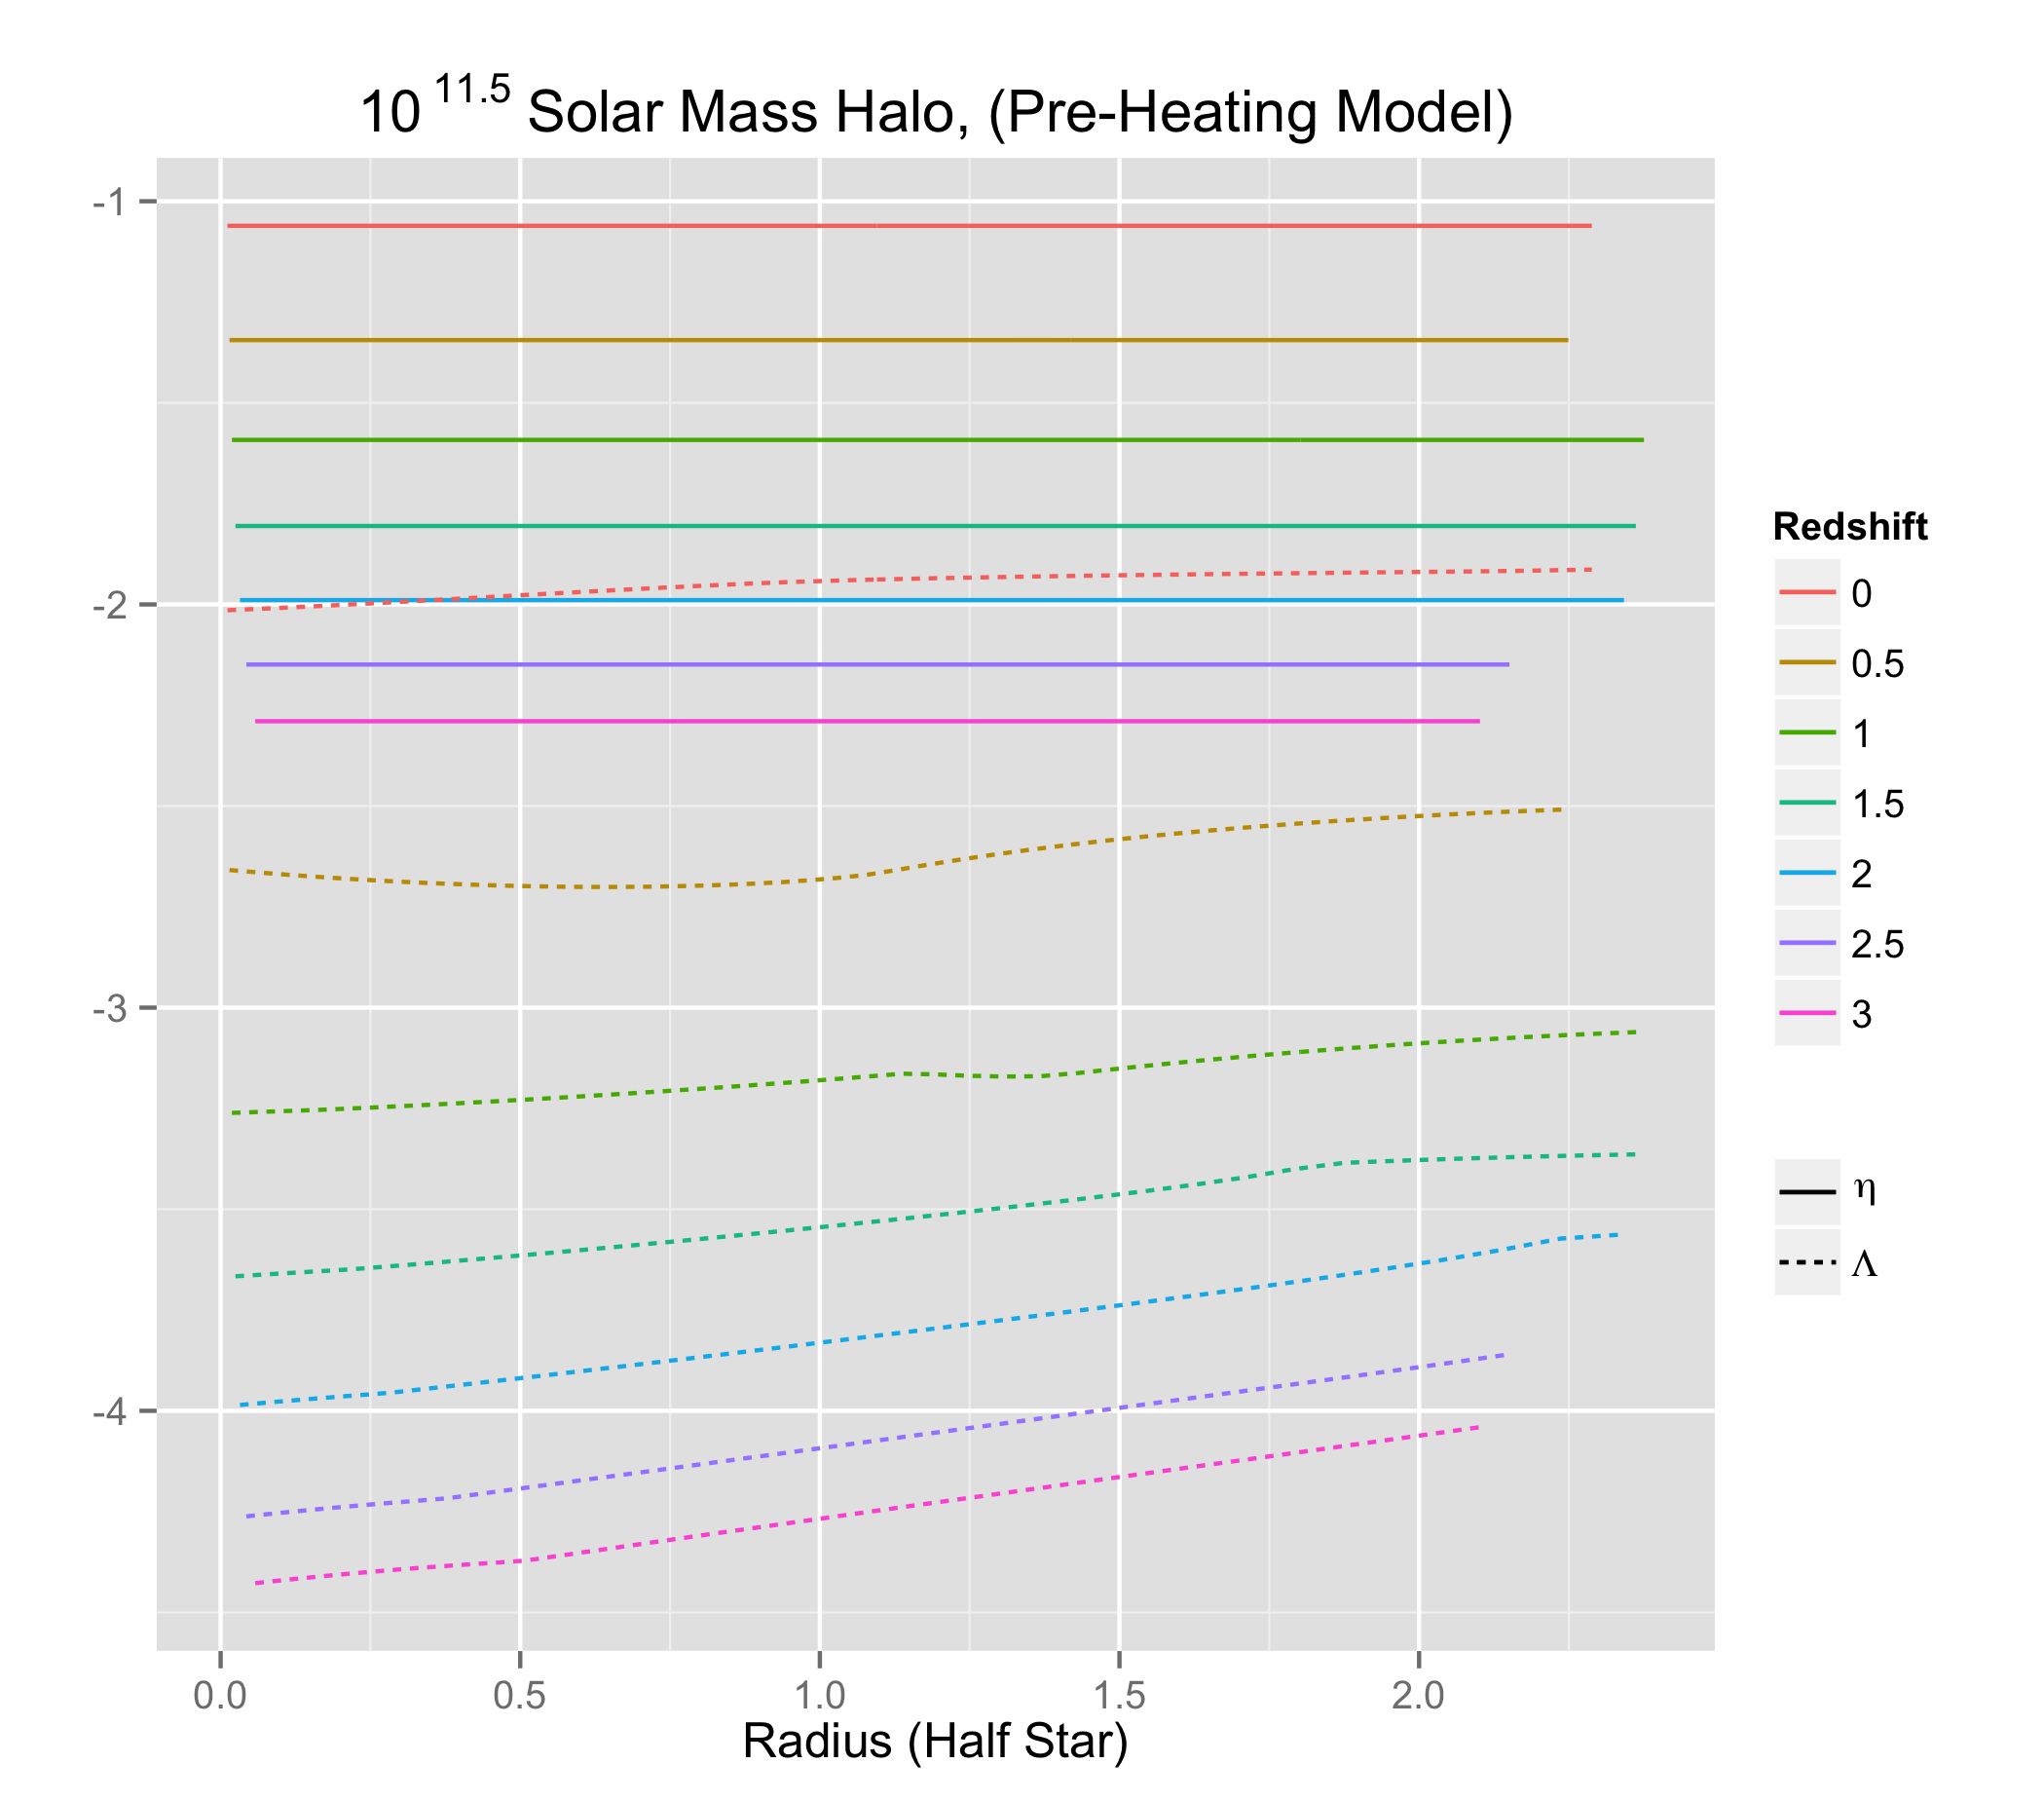 10 11.5 Solar Mass Halo, (Pre-Heating Model)
-1
-2
-3
-4
0.0 0.5 1.0 1.5 2.0
Radius (Half Star)
Redshift
0
0.5
1
1.5
2
2.5
3
η
Λ